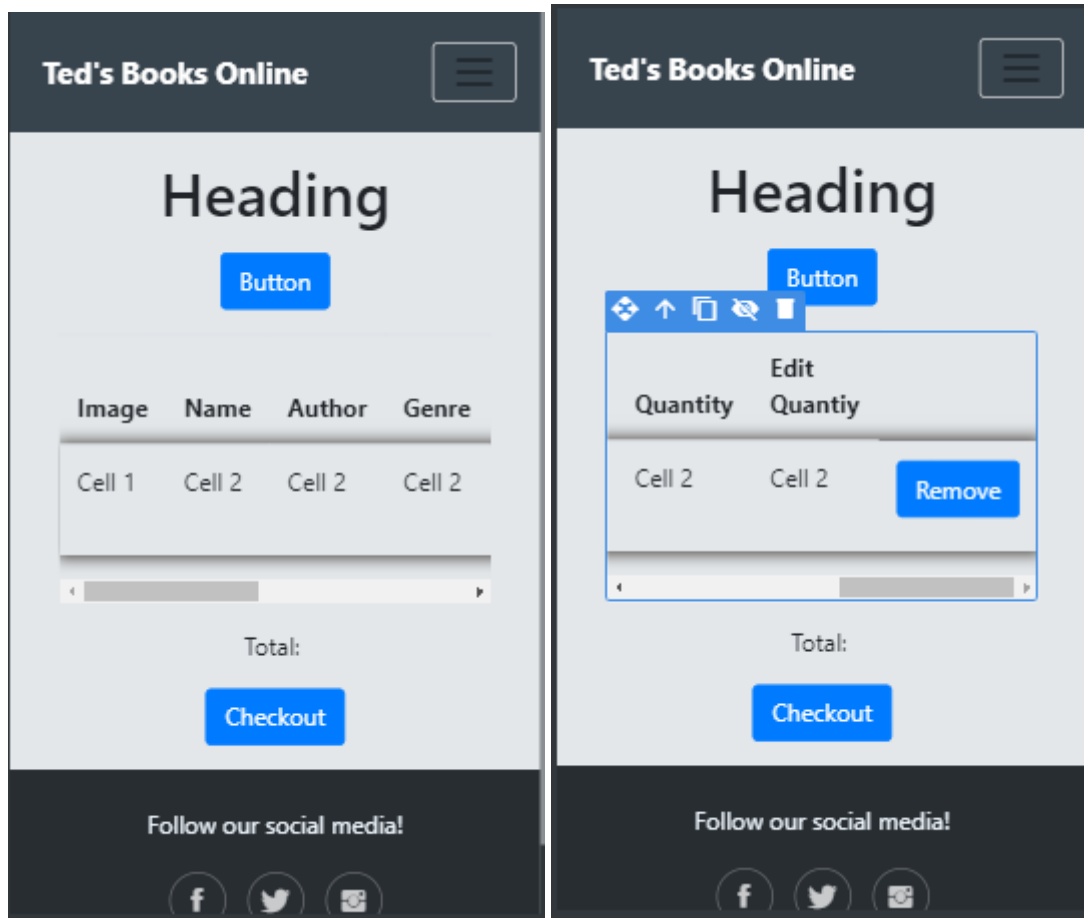 Ted's Books Online
Heading
Button
Image Name Author Genre
Cell 1 Cell 2 Cell 2 Cell 2
Total:
Checkout
Follow our social media!
Ted's Books Online
Heading
Button
Edit
Quantity Quantiy
Cell 2 Cell 2 Remove
Total:
Checkout
Follow our social media!